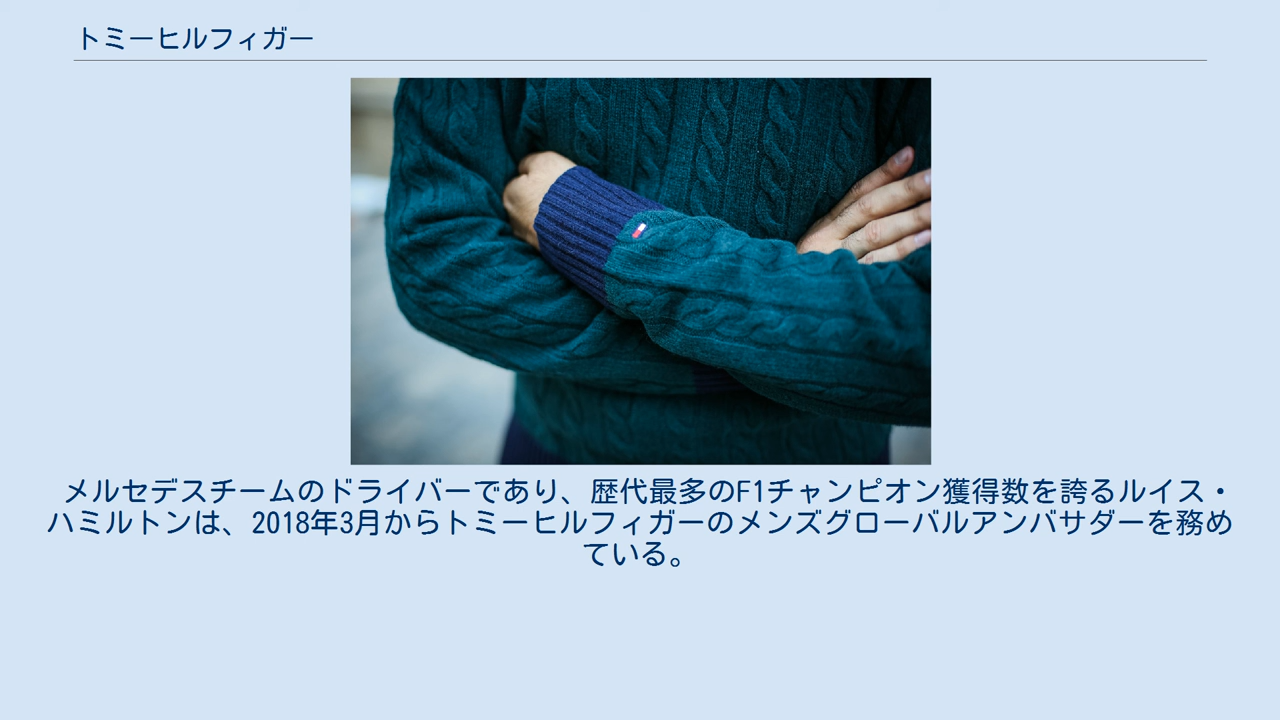 トミーヒルフィガー
メルセデスチームのドライバーであり、歴代最多のF1チャンピオン獲得数を誇るルイス・
ハミルトンは、2018年3月からトミーヒルフィガーのメンズグローバルアンバサダーを務め
ている。